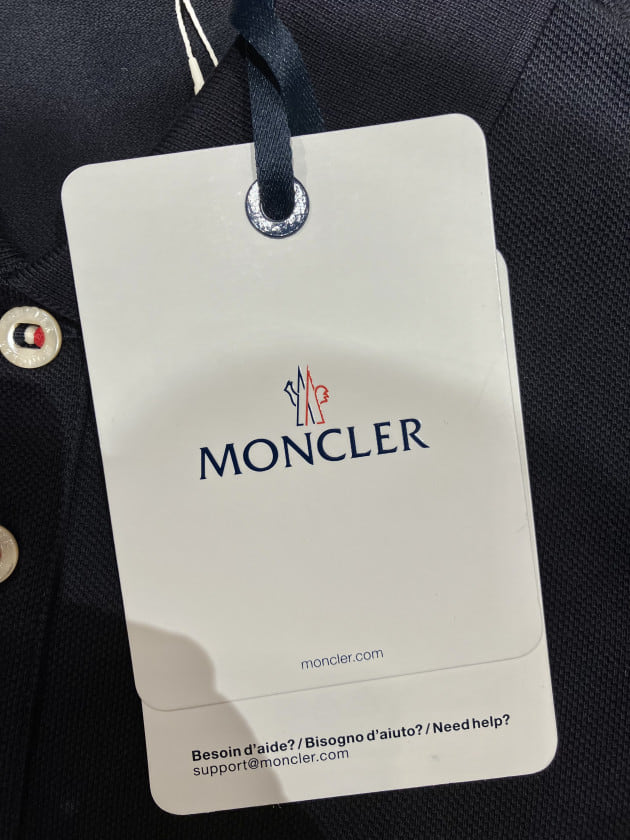 MONCLER
moncler.com
Besoin d'aide? / Bisogno d'aiuto? / Need help?
support@moncler.com